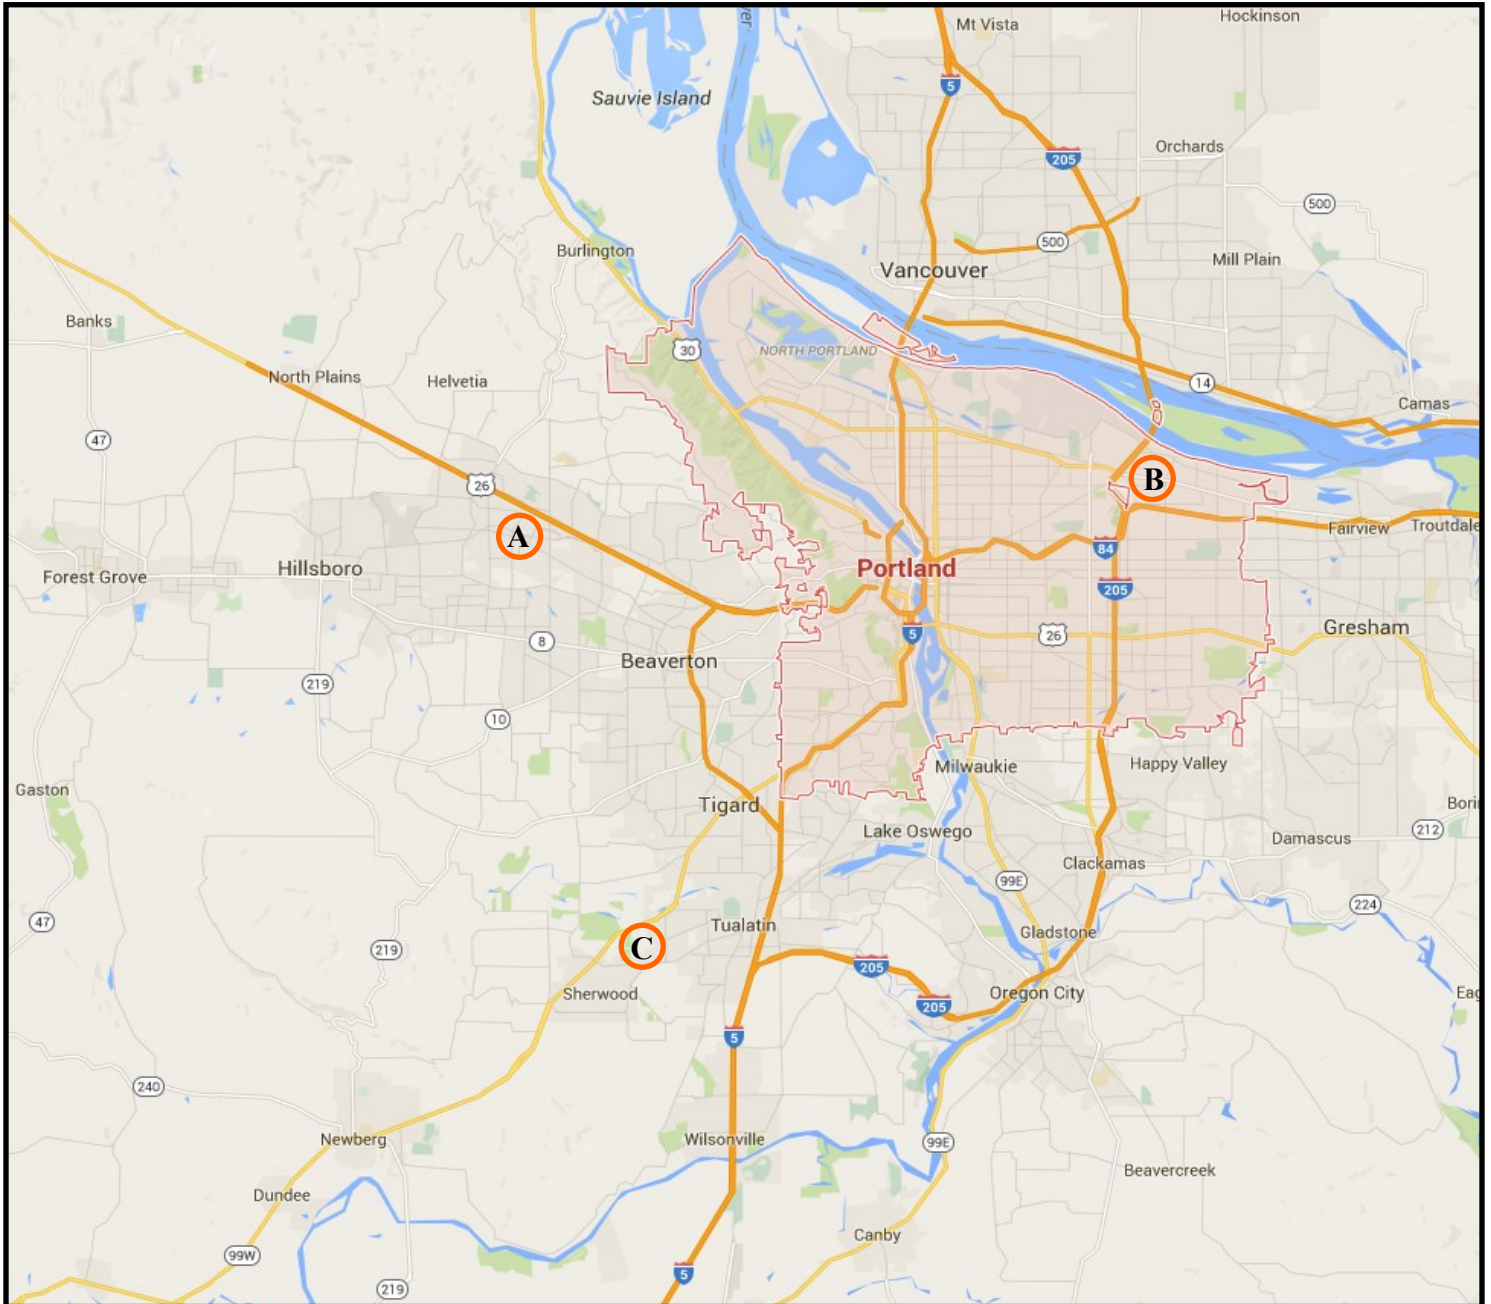 Mt Vista
Hockinson
ver
5
Sauvie Island
205
Orchards
500
500
Burlington
Vancouver
Mill Plain
Banks
30
NORTH PORTLAND
North Plains
Helvetia
14
Camas
47
26
B
A
Fairview
Troutdale
84
Forest Grove
Hillsboro
Portland
205
8
5
26
Gresham
Beaverton
219
10
Milwaukie
Happy Valley
Gaston
Tigard
Lake Oswego
Damascus
Bori
212
Clackamas
99E
47
Tualatin
224
219
C
Gladstone
205
Sherwood
205
Oregon City
Eag
5
240
Newberg
Wilsonville
99E
Beavercreek
Dundee
Canby
99W
5
219